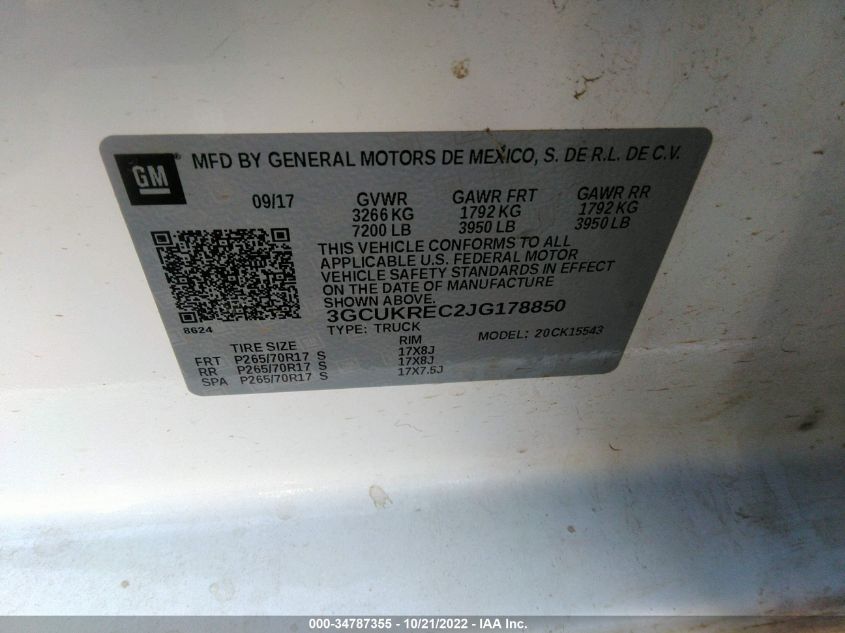 GM ® MFD BY GENERAL MOTORS DE MEXICO, S. DE R.L. DE C.V.
09/17 GVWR GAWR FRT GAWR RR
3266 KG 1792 KG 1792 KG
7200 LB 3950 LB 3950 LB
THIS VEHICLE CONFORMS TO ALL
APPLICABLE U.S. FEDERAL MOTOR
VEHICLE SAFETY STANDARDS IN EFFECT
ON THE DATE OF MANUFACTURE
SHOWN ABOVE.
8624 3GCUKREC2JG178850
TYPE: TRUCK MODEL: 20CK15543
TIRE SIZE RIM
FRT P265/70R17 S 17X8J
RR P265/70R17 S 17X8J
SPA P265/70R17 S 17X7.5J
000-34787355 - 10/21/2022 - IAA Inc.